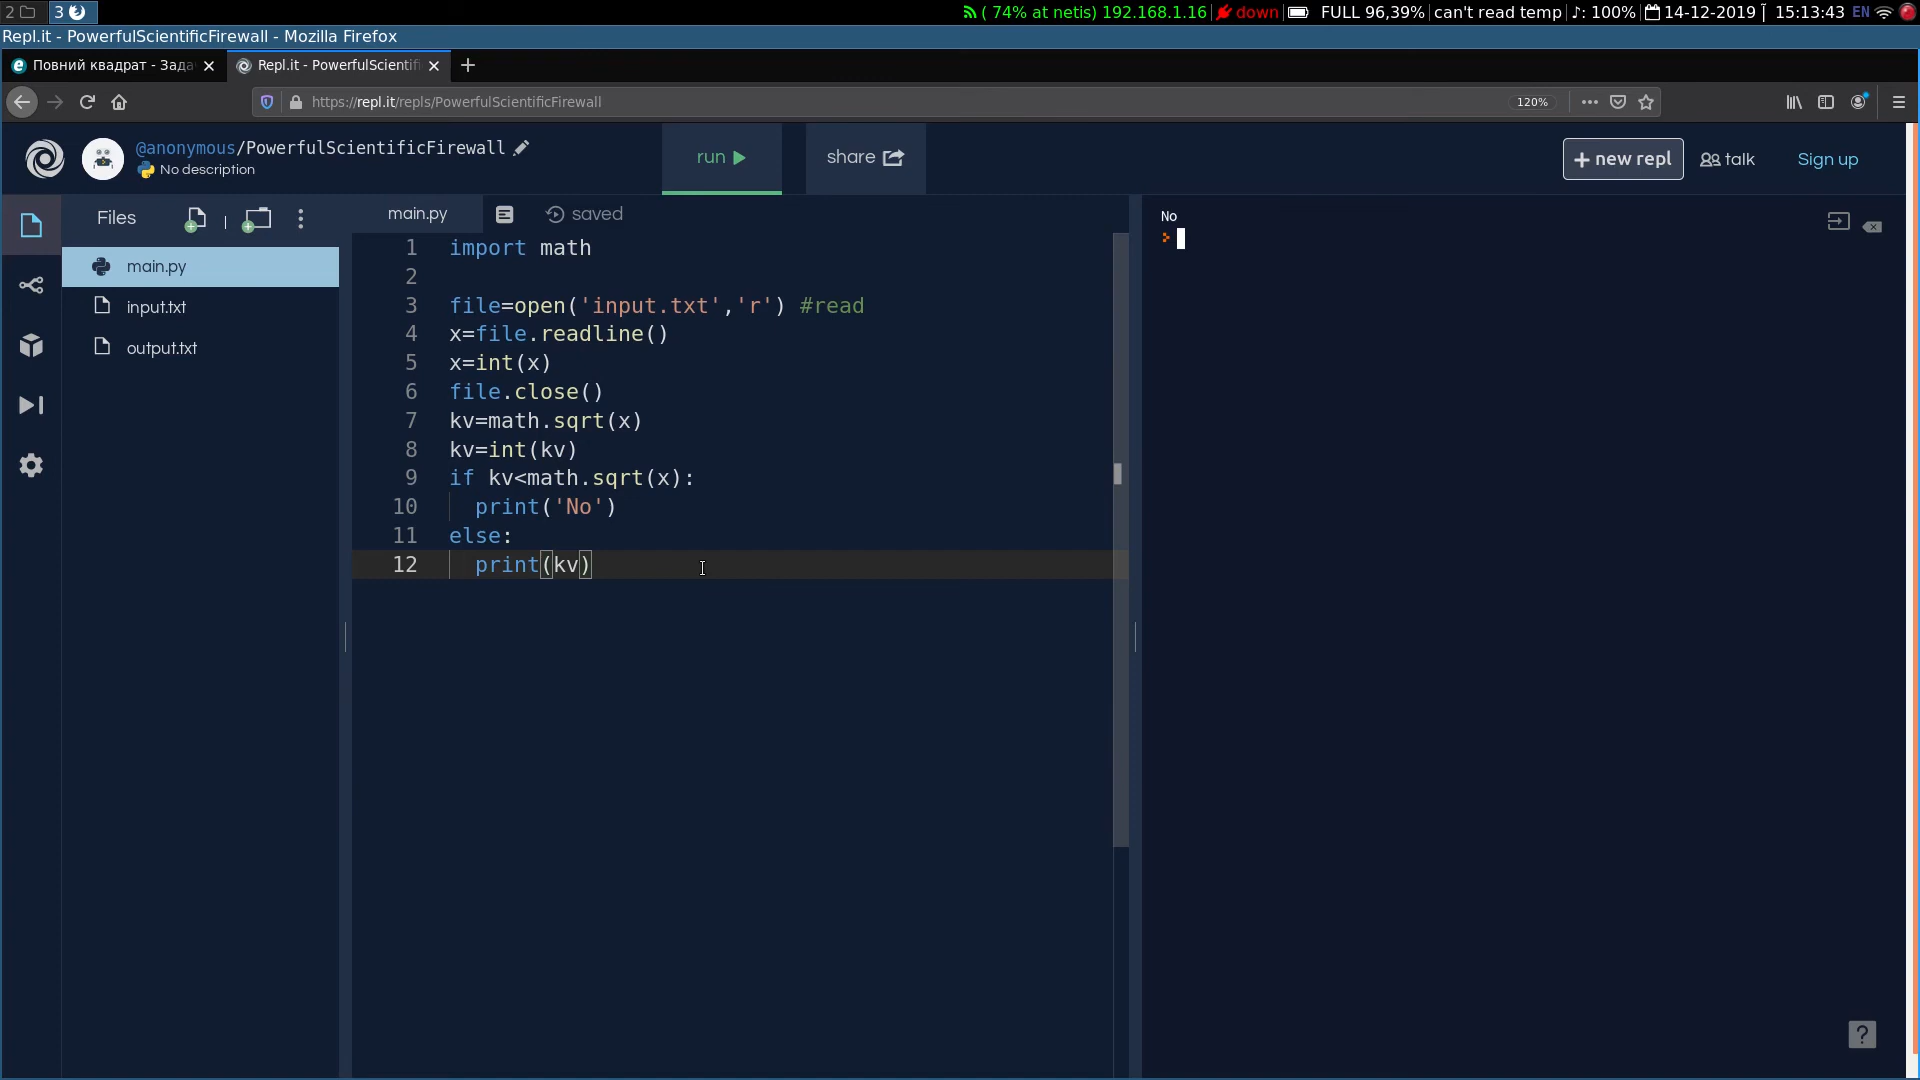 2 3 ( 74% at netis) 192.168.1.16 down FULL 96,39% can't read temp ♪: 100% 14-12-2019 15:13:43 EN
Repl.it - PowerfulScientificFirewall - Mozilla Firefox
Повний квадрат - Зада Repl.it - PowerfulScientif
https://repl.it/repls/PowerfulScientificFirewall 120%
@anonymous/PowerfulScientificFirewall
No description
run
share
+ new repl
talk
Sign up
Files
main.py
input.txt
output.txt
main.py saved
1 import math
2
3 file=open('input.txt','r') #read
4 x=file.readline()
5 x=int(x)
6 file.close()
7 kv=math.sqrt(x)
8 kv=int(kv)
9 if kv<math.sqrt(x):
10 print('No')
11 else:
12 print(kv)
No
?